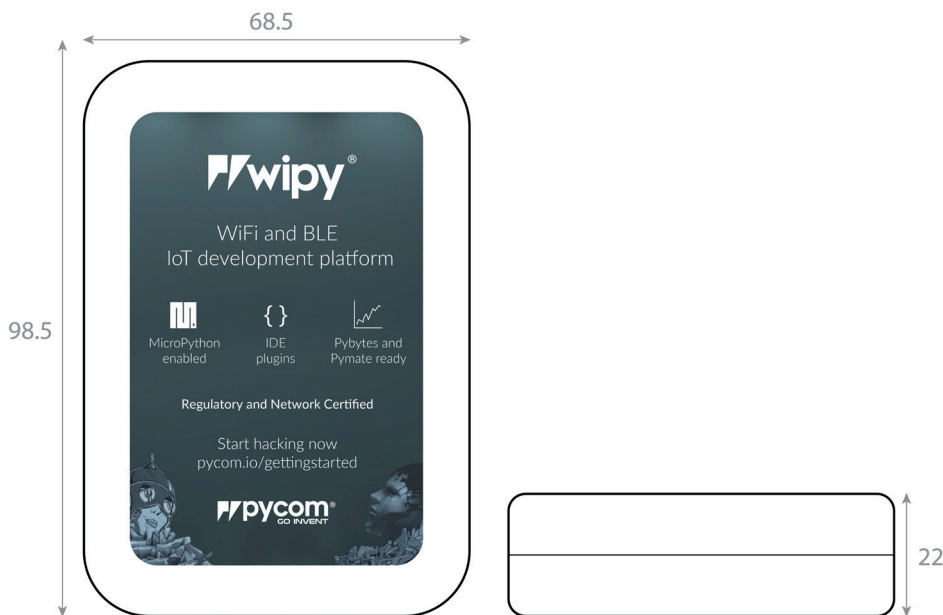 68.5
98.5
wipy®
WiFi and BLE
IoT development platform
{ }
MicroPython
enabled
IDE
plugins
Pybytes and
Pymate ready
Regulatory and Network Certified
Start hacking now
pycom.io/gettingstarted
pycom®
GO INVENT
22